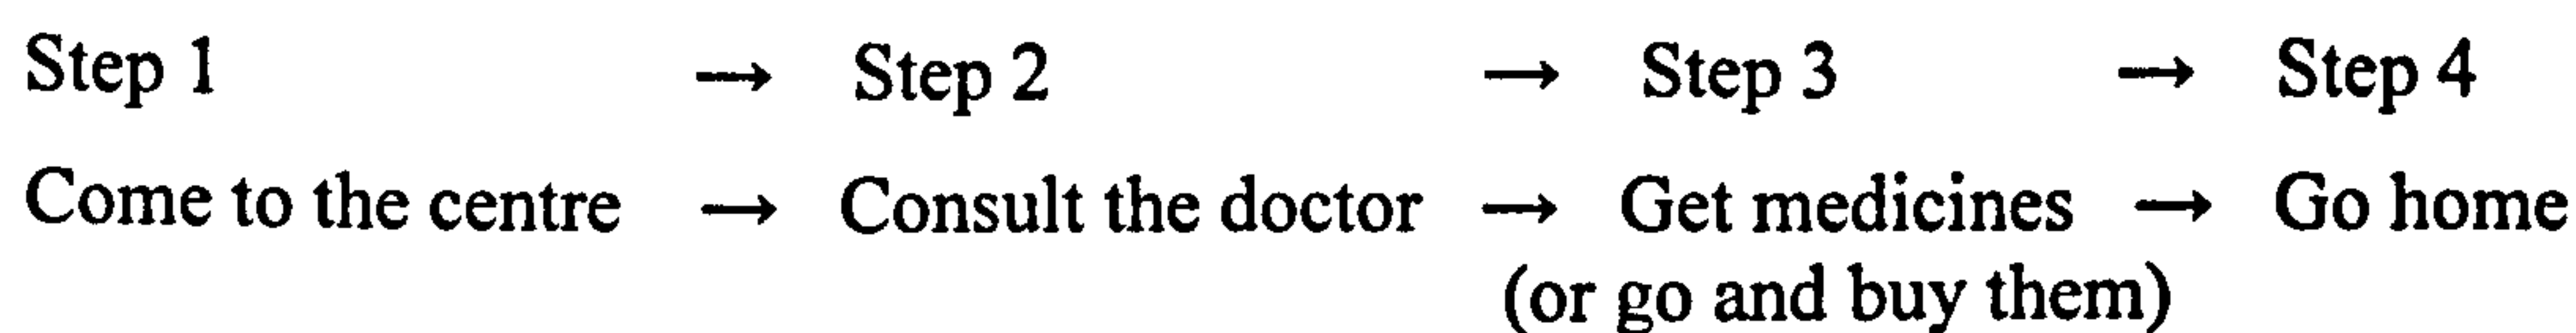 Step 1 → Step 2 → Step 3 → Step 4
Come to the centre → Consult the doctor → Get medicines → Go home
(or go and buy them)